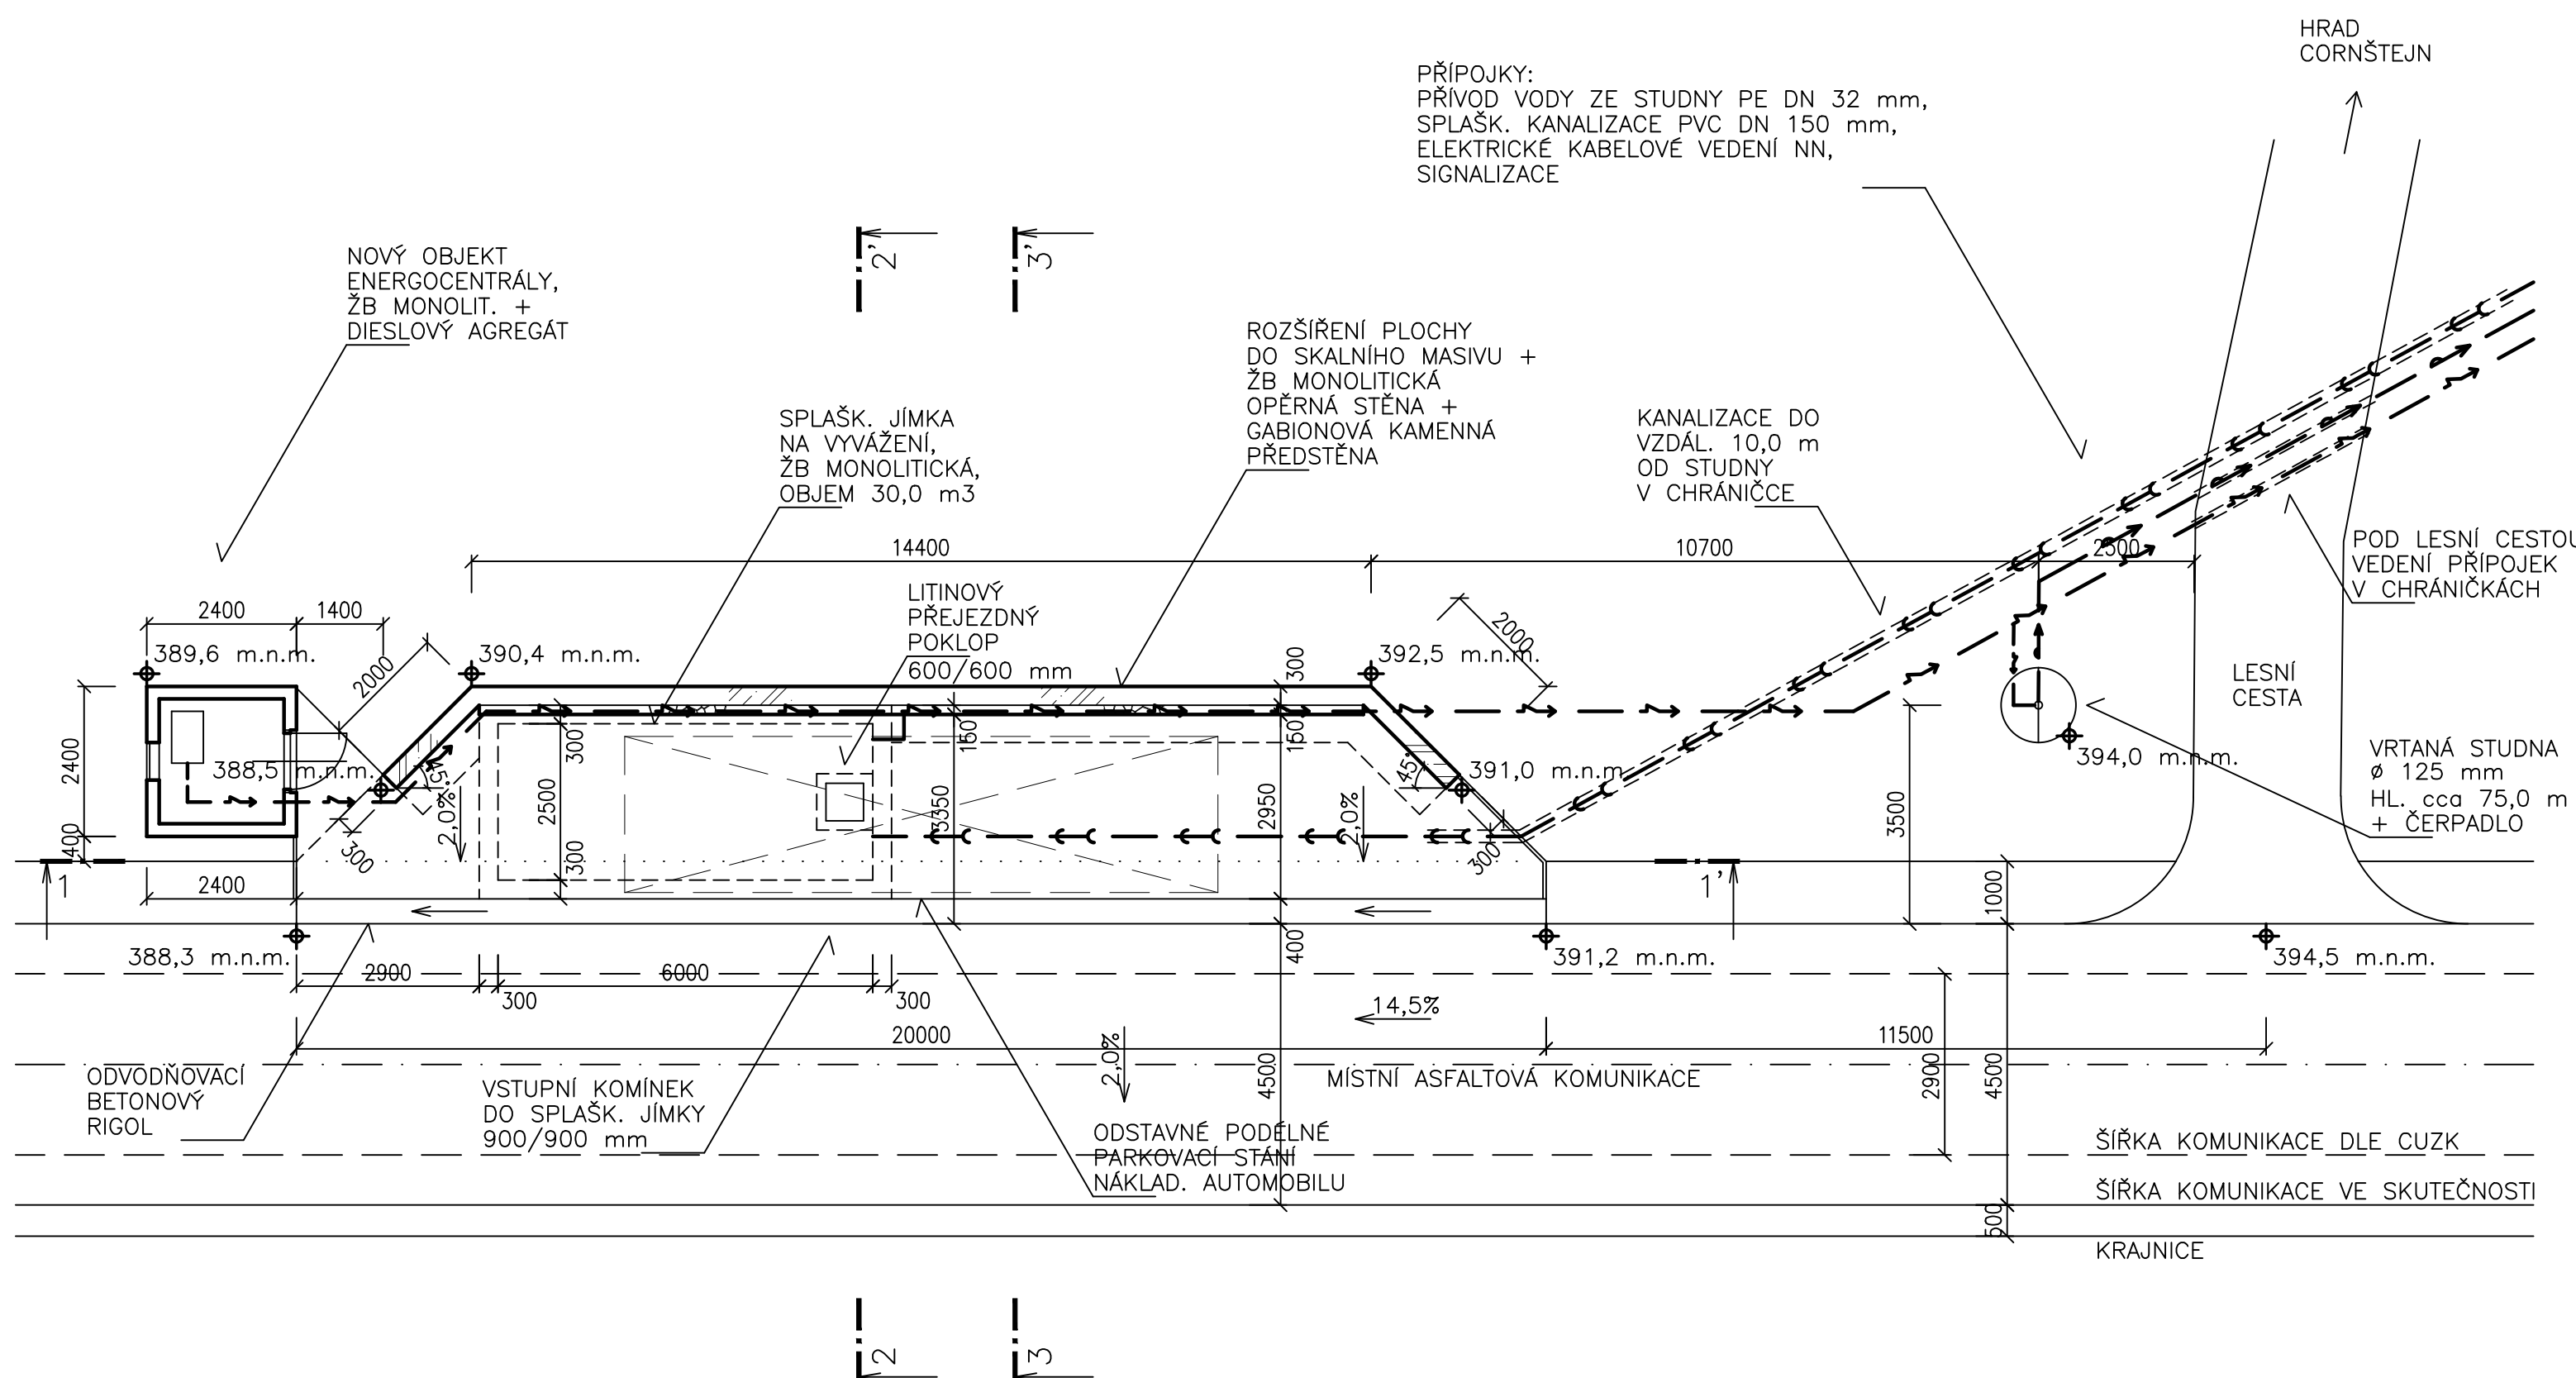 HRAD
CORNŠTEJN
PŘÍPOJKY:
PŘÍVOD VODY ZE STUDNY PE DN 32 mm,
SPLAŠK. KANALIZACE PVC DN 150 mm,
ELEKTRICKÉ KABELOVÉ VEDENÍ NN,
SIGNALIZACE
2'
3'
NOVÝ OBJEKT
ENERGOCENTRÁLY,
ŽB MONOLIT. +
DIESLOVÝ AGREGÁT
ROZŠÍŘENÍ PLOCHY
DO SKALNÍHO MASIVU +
ŽB MONOLITICKÁ
OPĚRNÁ STĚNA +
GABIONOVÁ KAMENNÁ
PŘEDSTĚNA
SPLAŠK. JÍMKA
NA VYVÁŽENÍ,
ŽB MONOLITICKÁ,
OBJEM 30,0 m3
KANALIZACE DO
VZDÁL. 10,0 m
OD STUDNY
V CHRÁNIČCE
14400
10700
2500
POD LESNÍ CESTOU
VEDENÍ PŘÍPOJEK
V CHRÁNIČKÁCH
LITINOVÝ
PŘEJEZDNÝ
POKLOP
600/600 mm
2400
1400
2000
2000
389,6 m.n.m.
390,4 m.n.m.
392,5 m.n.m.
300
LESNÍ
CESTA
2400
388,5 m.n.m.
45°
2,0%
300
2500
300
150
3350
150
2950
2,0%
45°
391,0 m.n.m.
3500
394,0 m.n.m.
VRTANÁ STUDNA
ø 125 mm
HL. cca 75,0 m
+ ČERPADLO
400
300
300
1
1'
2400
1000
388,3 m.n.m.
400
391,2 m.n.m.
394,5 m.n.m.
2900
300
6000
300
14,5%
20000
11500
2,0%
4500
2900
4500
MÍSTNÍ ASFALTOVÁ KOMUNIKACE
ODVODŇOVACÍ
BETONOVÝ
RIGOL
VSTUPNÍ KOMÍNEK
DO SPLAŠK. JÍMKY
900/900 mm
ODSTAVNÉ PODÉLNÉ
PARKOVACÍ STÁNÍ
NÁKLAD. AUTOMOBILU
ŠÍŘKA KOMUNIKACE DLE CUZK
ŠÍŘKA KOMUNIKACE VE SKUTEČNOSTI
500
KRAJNICE
2
3